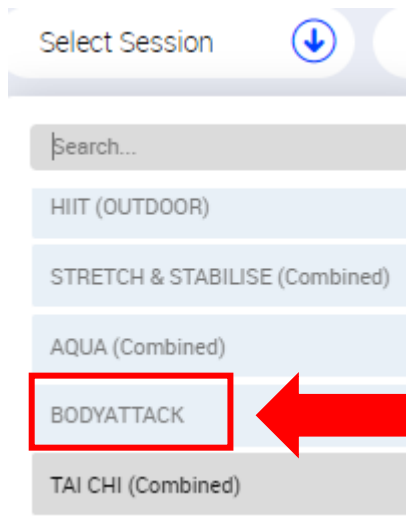 Select Session
Search...
HIIT (OUTDOOR)
STRETCH & STABILISE (Combined)
AQUA (Combined)
BODYATTACK
TAI CHI (Combined)